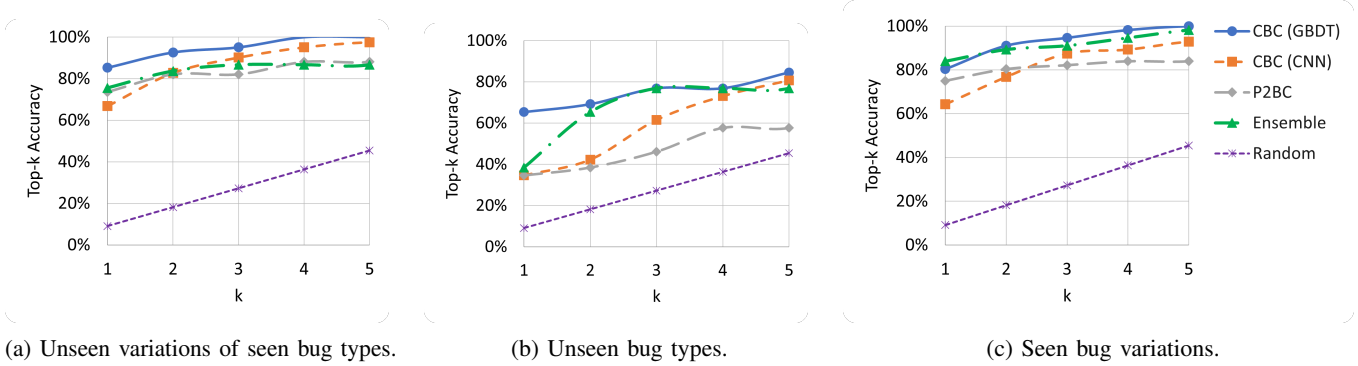 100%
80%
60%
40%
20%
0%
Top-k Accuracy
1 2 3 4 5
k
(a) Unseen variations of seen bug types.
100%
80%
60%
40%
20%
0%
Top-k Accuracy
1 2 3 4 5
k
(b) Unseen bug types.
100%
80%
60%
40%
20%
0%
Top-k Accuracy
1 2 3 4 5
k
CBC (GBDT)
CBC (CNN)
P2BC
Ensemble
Random
(c) Seen bug variations.